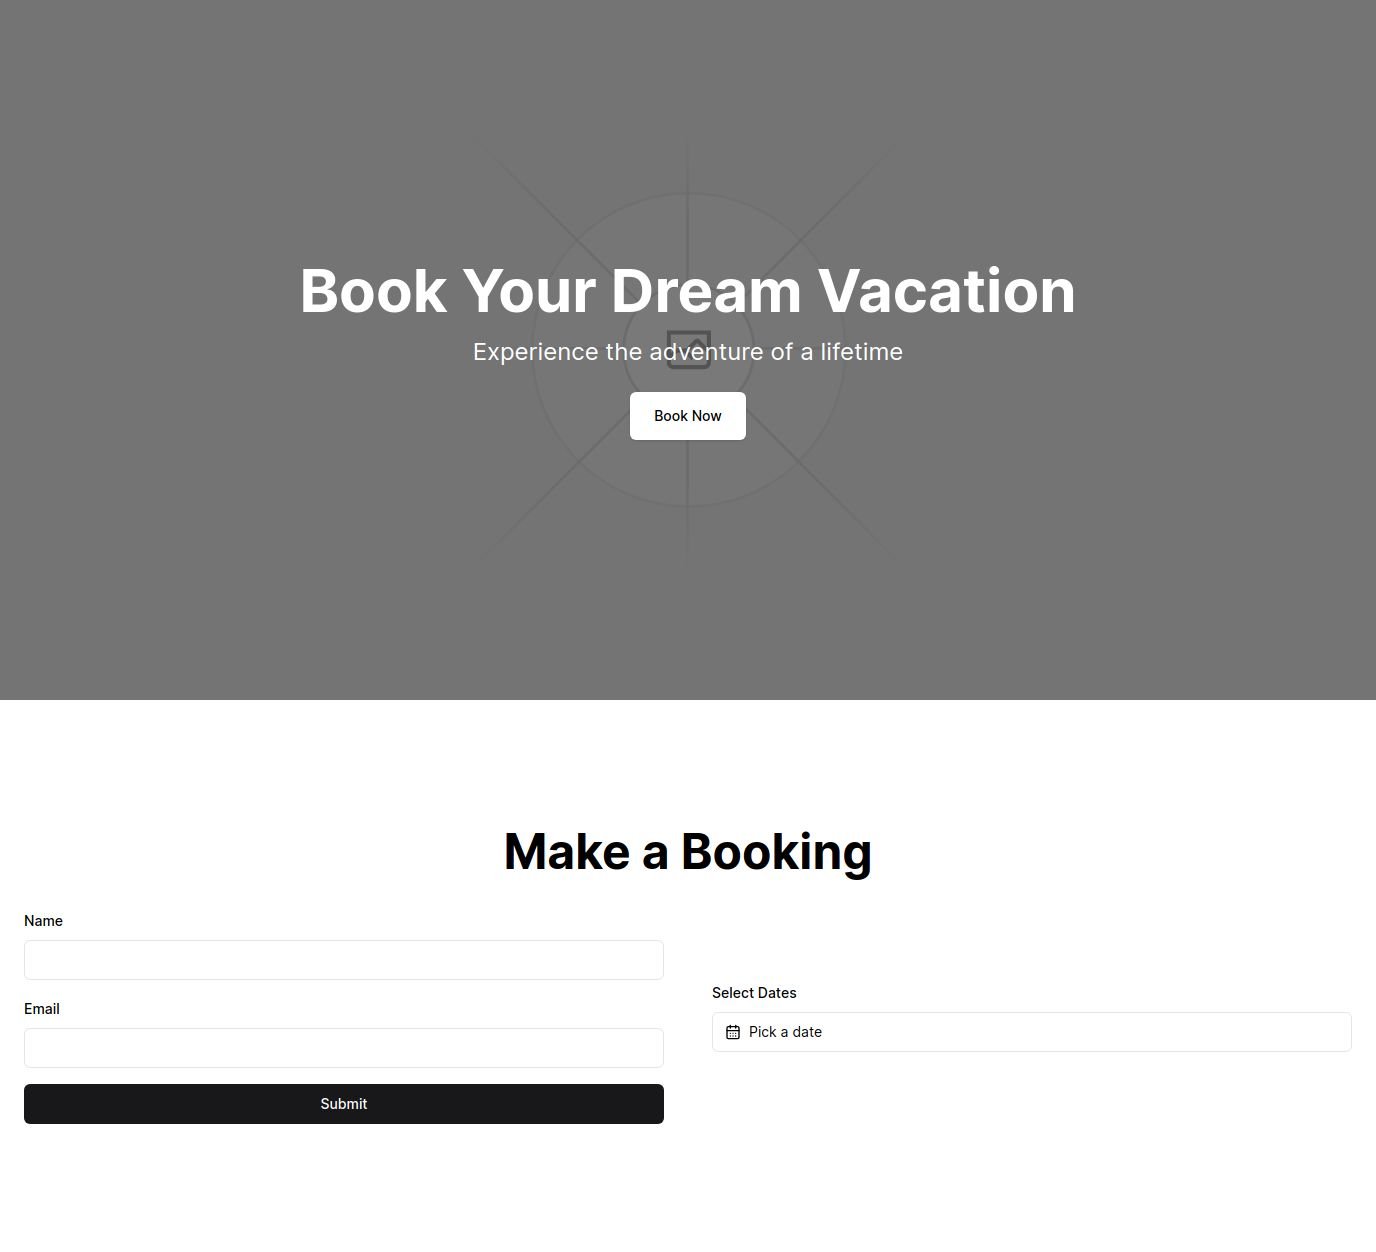 Book Your Dream Vacation
Experience the adventure of a lifetime
Book Now
Make a Booking
Name
Email
Submit
Select Dates
Pick a date